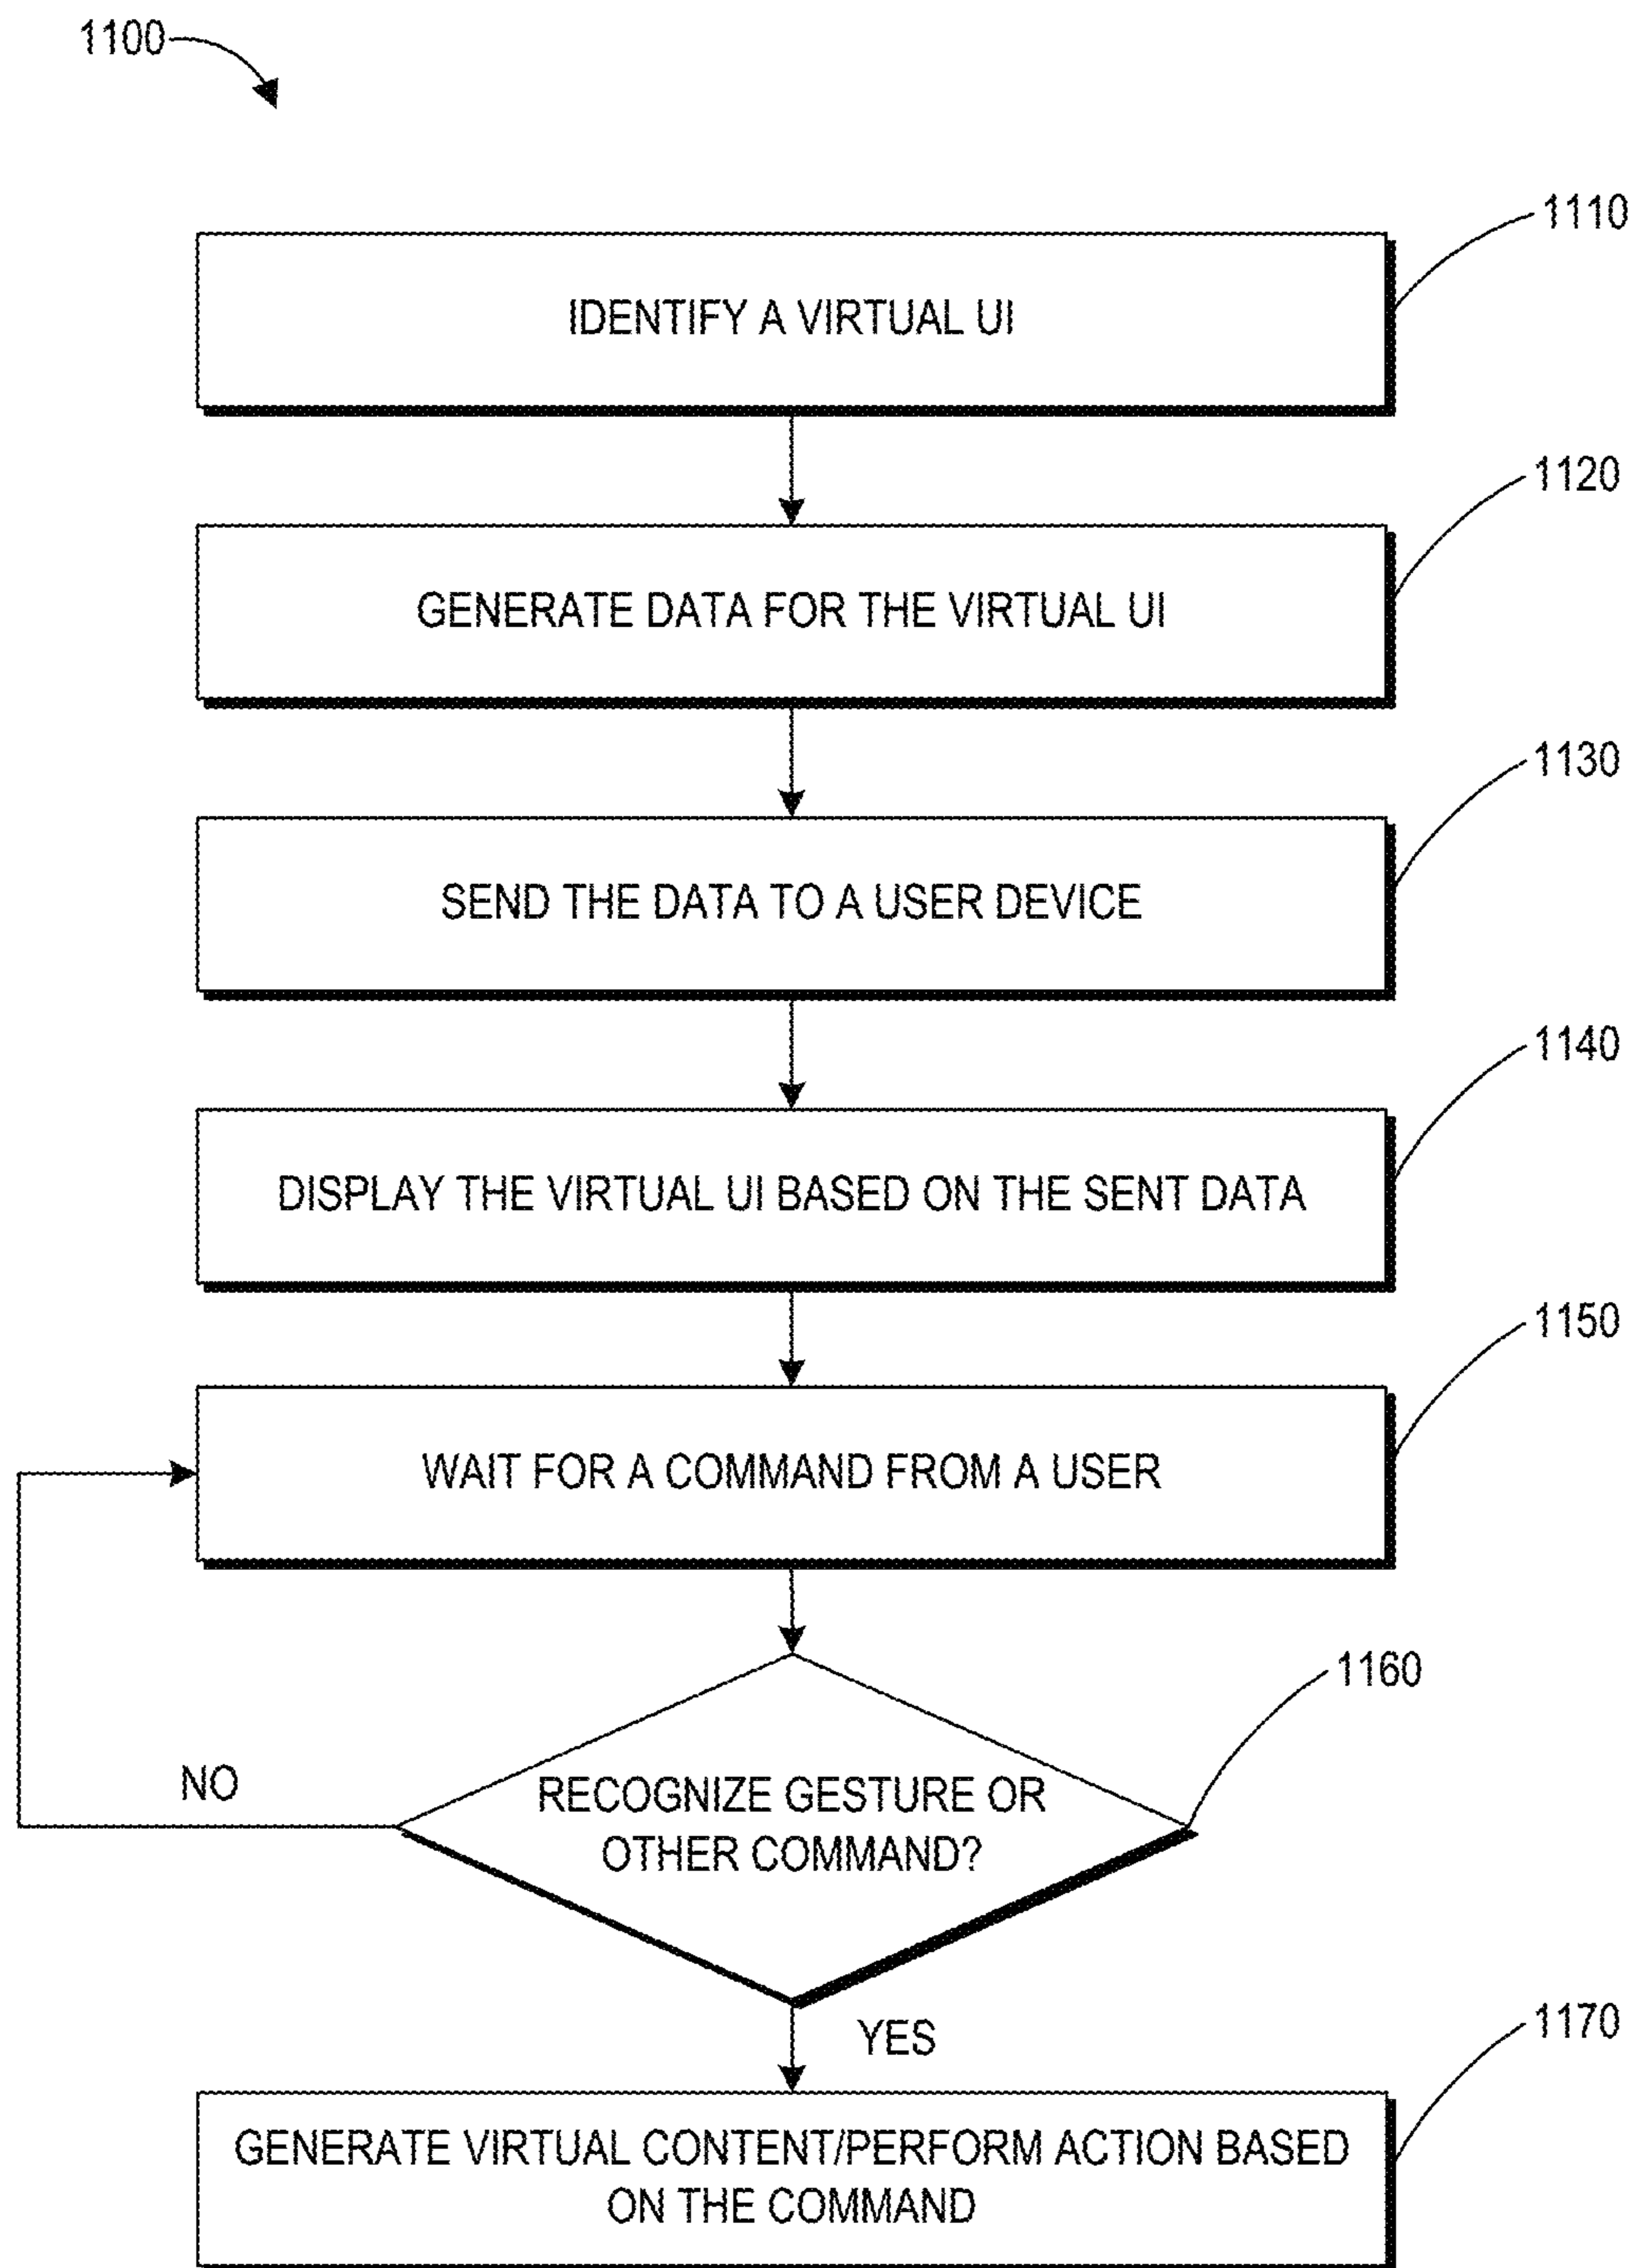 1100
1110
IDENTIFY A VIRTUAL UI
1120
GENERATE DATA FOR THE VIRTUAL UI
1130
SEND THE DATA TO A USER DEVICE
1140
DISPLAY THE VIRTUAL UI BASED ON THE SENT DATA
1150
WAIT FOR A COMMAND FROM A USER
1160
NO
RECOGNIZE GESTURE OR
OTHER COMMAND?
YES
1170
GENERATE VIRTUAL CONTENT/PERFORM ACTION BASED
ON THE COMMAND